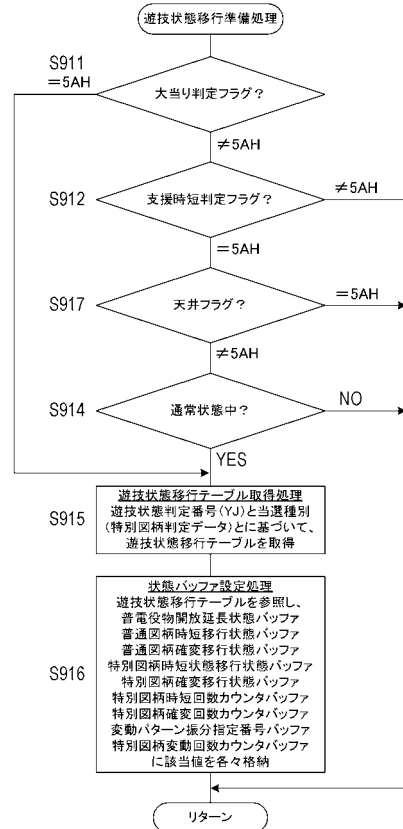 遊技状態移行準備処理
S911
=5AH
大当り判定フラグ?
≠5AH
S912
支援時短判定フラグ?
≠5AH
=5AH
S917
天井フラグ?
=5AH
≠5AH
S914
通常状態中?
NO
YES
S915
遊技状態移行テーブル取得処理
遊技状態判定番号(YJ)と当選種別
(特別図柄判定データ)とに基づいて、
遊技状態移行テーブルを取得
S916
状態バッファ設定処理
遊技状態移行テーブルを参照し、
普電役物開放延長状態バッファ
普通図柄時短移行状態バッファ
普通図柄確変移行状態バッファ
特別図柄時短状態移行状態バッファ
特別図柄確変移行状態バッファ
特別図柄時短回数カウンタバッファ
特別図柄確変回数カウンタバッファ
変動パターン振分指定番号バッファ
特別図柄変動回数カウンタバッファ
に該当値を各々格納
リターン